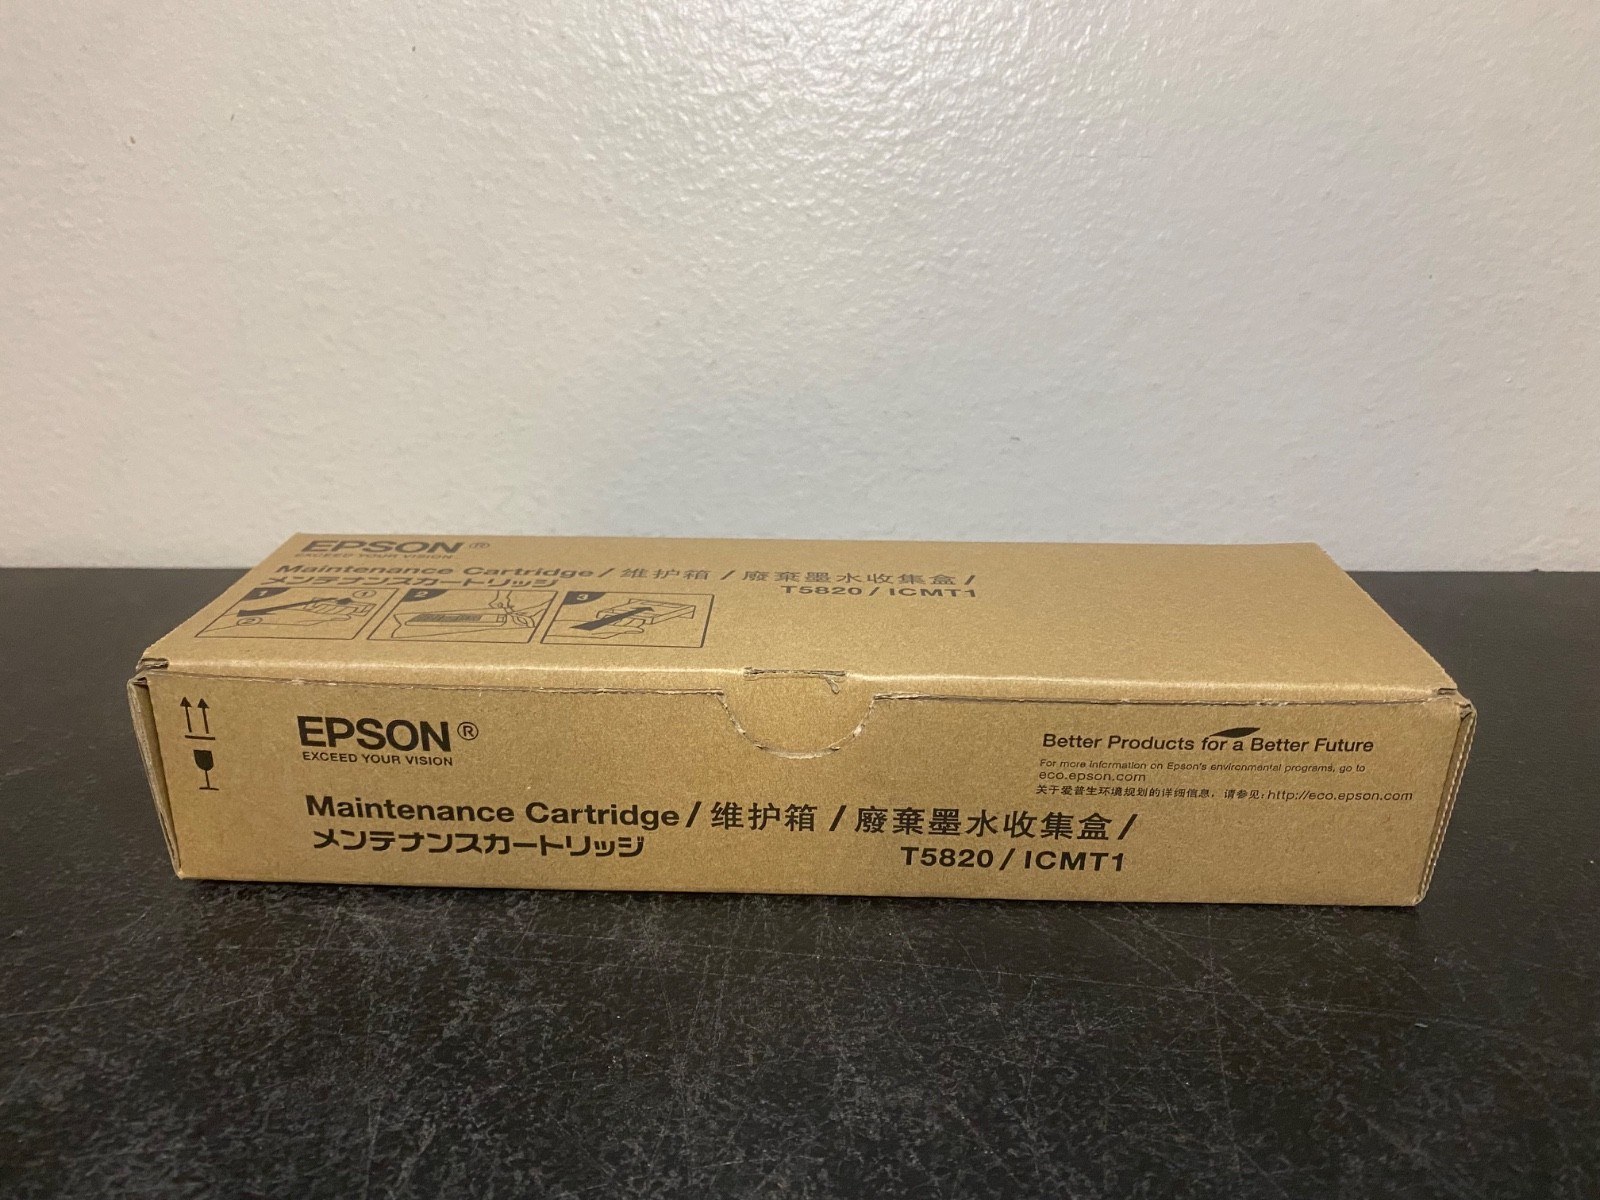 EPSON®
EXCEED YOUR VISION
Maintenance Cartridge / 维护箱 / 廢棄墨水收集盒 /
メンテナンスカートリッジ
T5820 / ICMT1
1
①
②
2
3
EPSON®
EXCEED YOUR VISION
Better Products for a Better Future
For more information on Epson's environmental programs, go to
eco.epson.com
关于爱普生环境规划的详细信息，请参见：http://eco.epson.com
Maintenance Cartridge / 维护箱 / 廢棄墨水收集盒 /
メンテナンスカートリッジ
T5820 / ICMT1